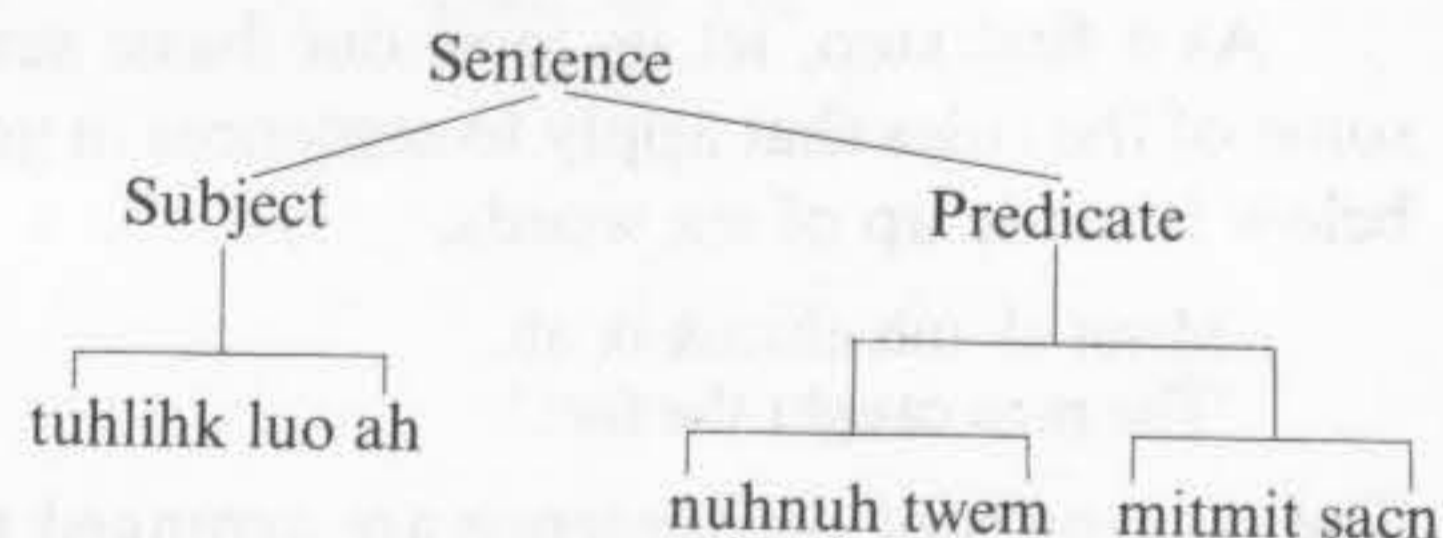 Sentence
Subject Predicate
tuhlihk luo ah
nuhnuh twem mitmit sacn